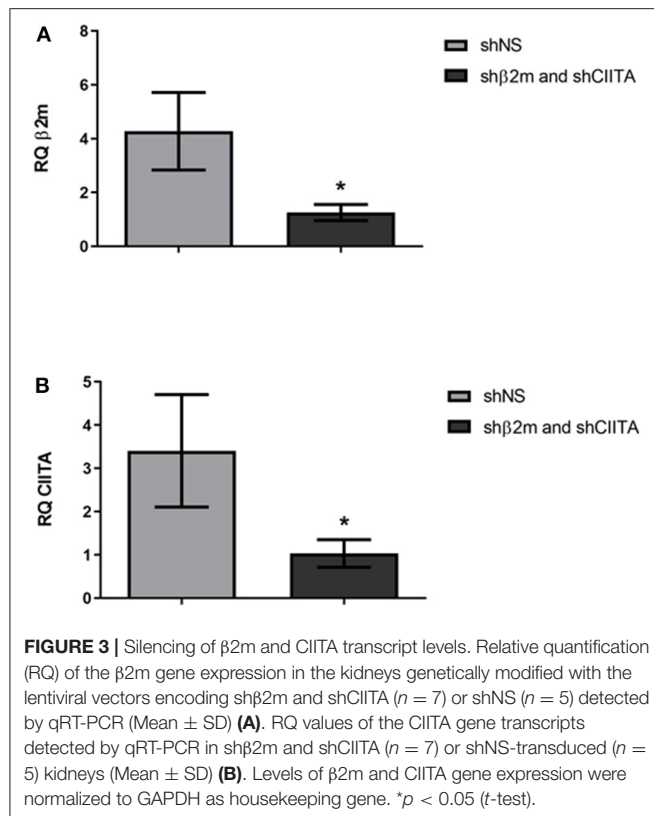 A
8
6
4
2
0
RQ β2m
shNS
shβ2m and shCIITA
*
B
5
4
3
2
1
0
RQ CIITA
shNS
shβ2m and shCIITA
*
FIGURE 3 | Silencing of β2m and CIITA transcript levels. Relative quantification
(RQ) of the β2m gene expression in the kidneys genetically modified with the
lentiviral vectors encoding shβ2m and shCIITA (n = 7) or shNS (n = 5) detected
by qRT-PCR (Mean ± SD) (A). RQ values of the CIITA gene transcripts
detected by qRT-PCR in shβ2m and shCIITA (n = 7) or shNS-transduced (n =
5) kidneys (Mean ± SD) (B). Levels of β2m and CIITA gene expression were
normalized to GAPDH as housekeeping gene. *p < 0.05 (t-test).